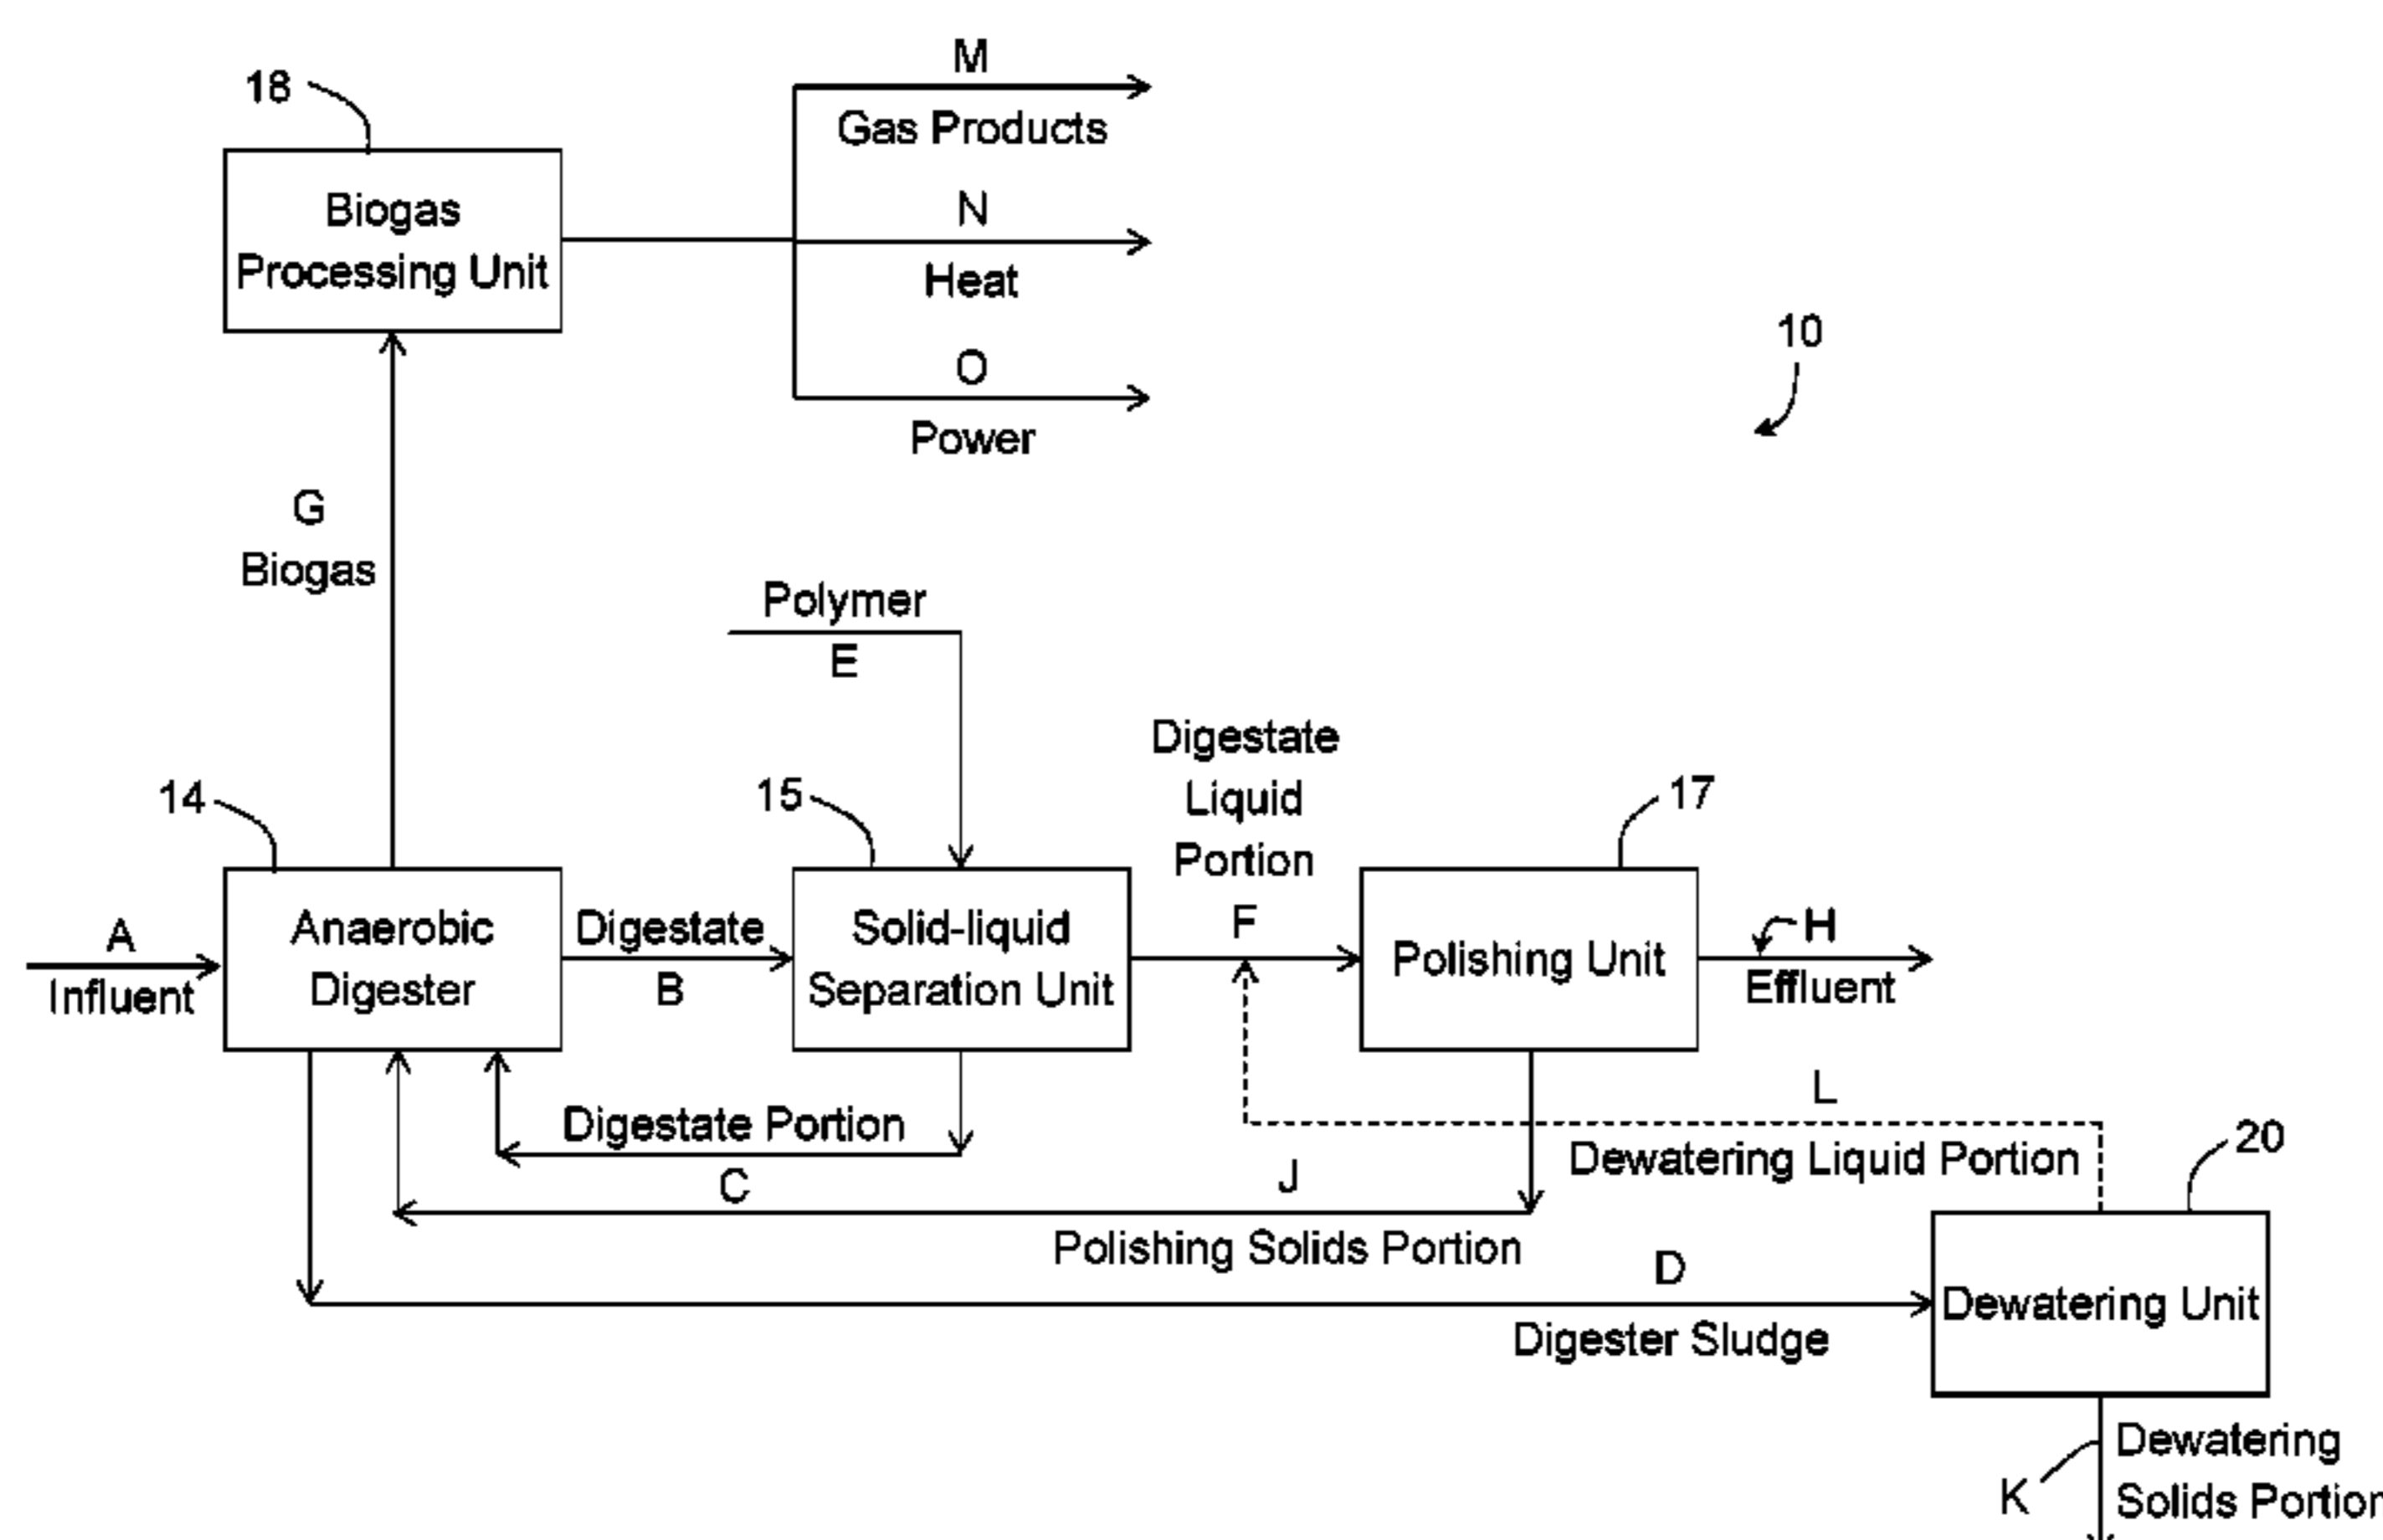 M
18
Gas Products
Biogas
Processing Unit
N
Heat
10
O
Power
G
Biogas
Polymer
E
Digestate
Liquid
Portion
F
14
15
17
A
Influent
Anaerobic
Digester
Digestate
B
Solid-liquid
Separation Unit
Polishing Unit
H
Effluent
L
Digestate Portion
C
Dewatering Liquid Portion
20
J
Polishing Solids Portion
D
Digester Sludge
Dewatering Unit
K
Dewatering
Solids Portion